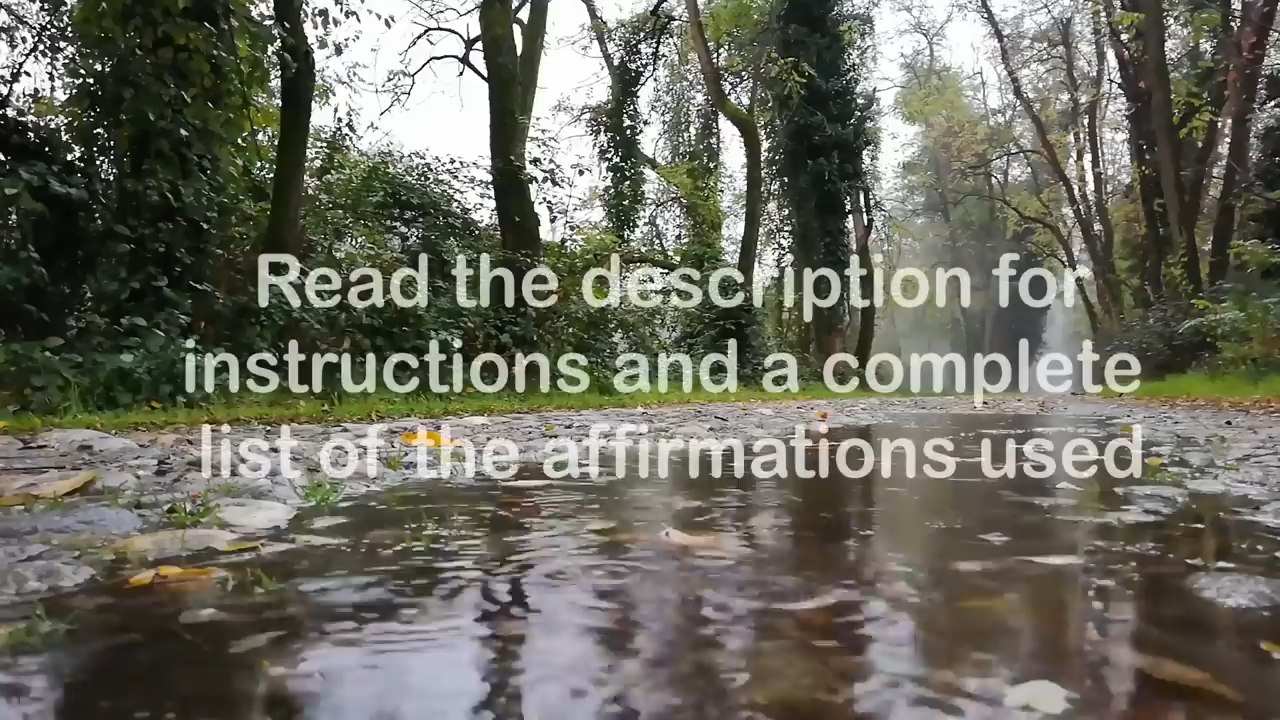 Read the description for
instructions and a complete
list of the affirmations used